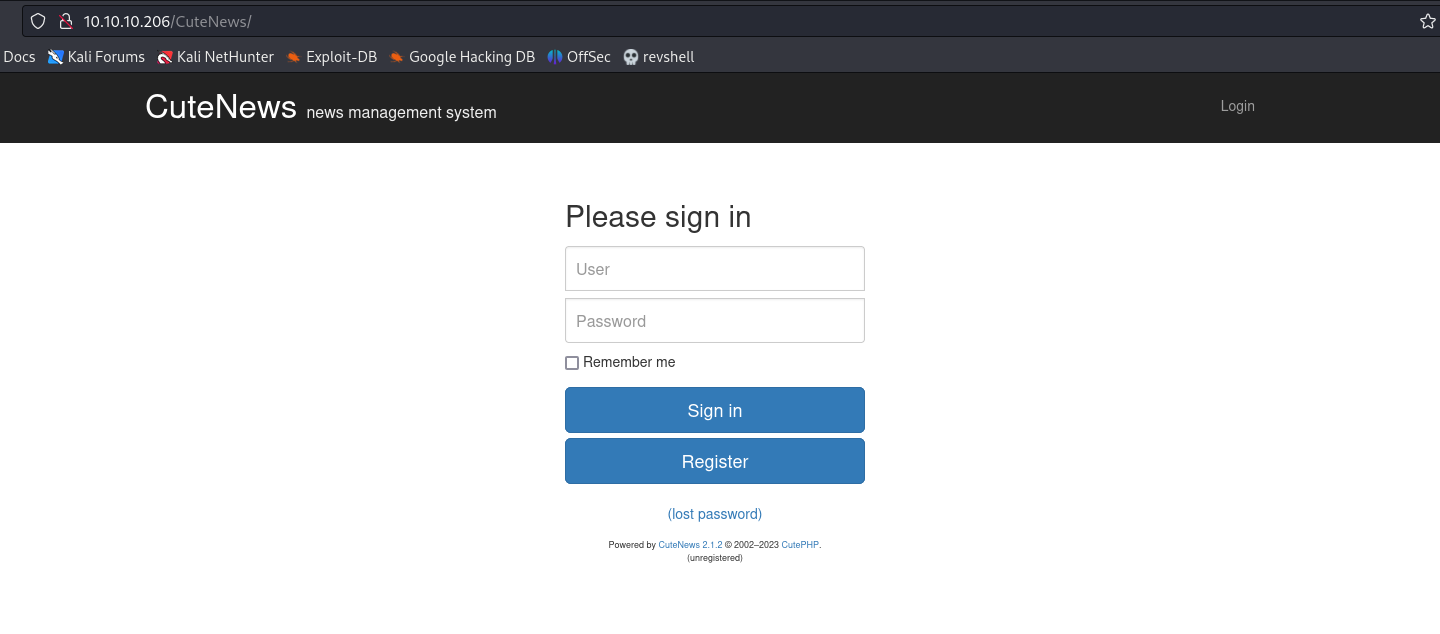 10.10.10.206/CuteNews/
Docs Kali Forums Kali NetHunter Exploit-DB Google Hacking DB OffSec revshell
CuteNews news management system Login
Please sign in
User
Password
Remember me
Sign in
Register
(lost password)
Powered by CuteNews 2.1.2 © 2002–2023 CutePHP.
(unregistered)